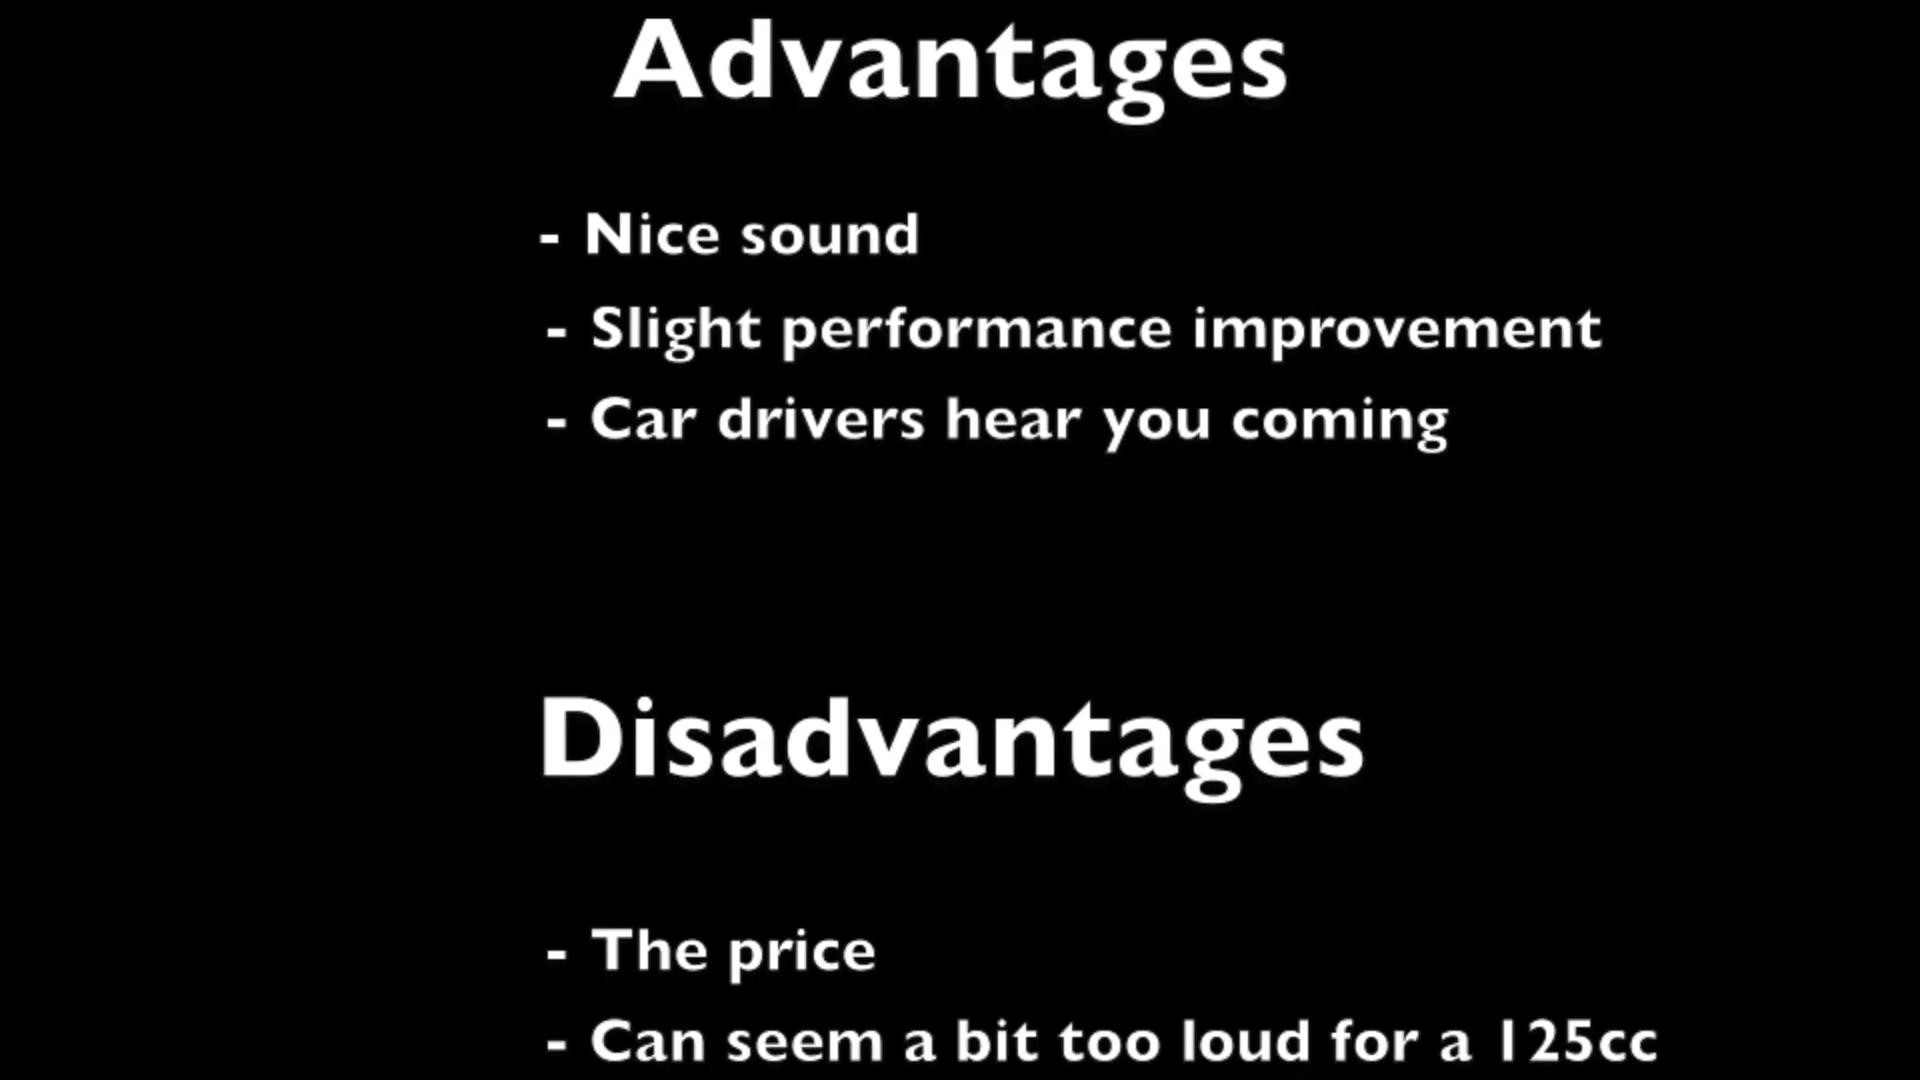 Advantages
- Nice sound
- Slight performance improvement
- Car drivers hear you coming
Disadvantages
- The price
- Can seem a bit too loud for a 125cc